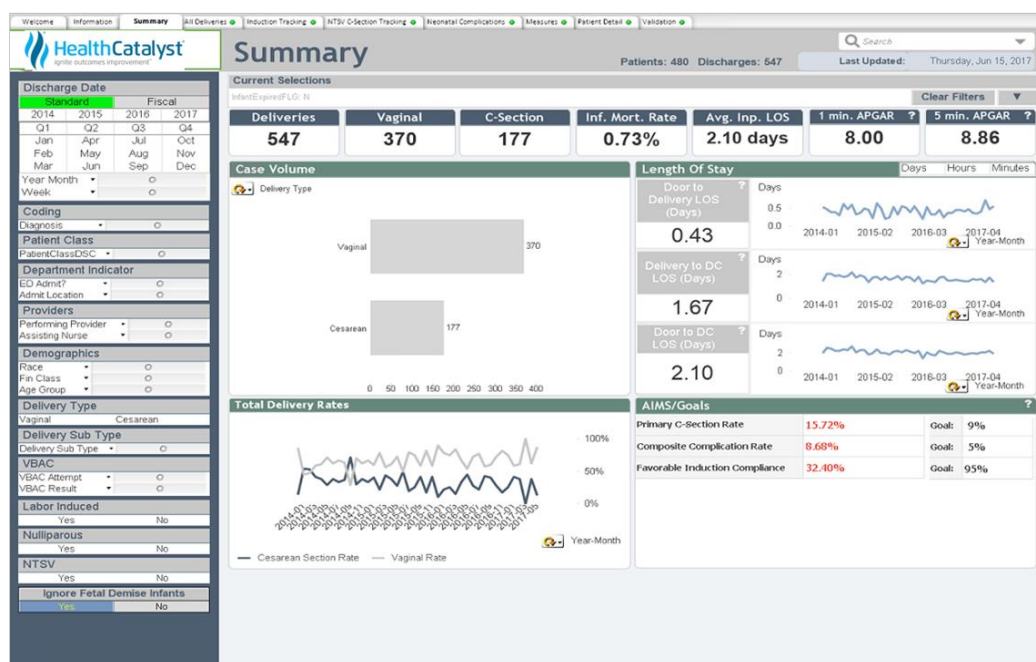 Welcome Information Summary All Deliveries Induction Tracking NTSV C-Section Tracking Neonatal Complications Measures Patient Detail Validation
HealthCatalyst
ignite outcomes improvement
Summary
Patients: 480 Discharges: 547
Search
Last Updated: Thursday, Jun 15, 2017
Current Selections
InfantExpiredFLG: N
Clear Filters
Discharge Date
Standard Fiscal
2014 2015 2016 2017
Q1 Q2 Q3 Q4
Jan Apr Jul Oct
Feb May Aug Nov
Mar Jun Sep Dec
Year Month
Week
Coding
Diagnosis
Patient Class
PatientClassDSC
Department Indicator
ED Admit?
Admit Location
Providers
Performing Provider
Assisting Nurse
Demographics
Race
Fin Class
Age Group
Delivery Type
Vaginal Cesarean
Delivery Sub Type
Delivery Sub Type
VBAC
VBAC Attempt
VBAC Result
Labor Induced
Yes No
Nulliparous
Yes No
NTSV
Yes No
Ignore Fetal Demise Infants
Yes No
Deliveries Vaginal C-Section Inf. Mort. Rate Avg. Inp. LOS 1 min. APGAR ? 5 min. APGAR ?
547 370 177 0.73% 2.10 days 8.00 8.86
Case Volume
Delivery Type
Vaginal 370
Cesarean 177
0 50 100 150 200 250 300 350 400
Length Of Stay Days Hours Minutes
Door to ?
Delivery LOS
(Days)
0.43
Days
0.5
0.0
2014-01 2015-02 2016-03 2017-04
Year-Month
Delivery to DC ?
LOS (Days)
1.67
Days
2
0
2014-01 2015-02 2016-03 2017-04
Year-Month
Door to DC ?
LOS (Days)
2.10
Days
2
0
2014-01 2015-02 2016-03 2017-04
Year-Month
Total Delivery Rates
100%
50%
0%
2014-01
Year-Month
Cesarean Section Rate Vaginal Rate
AIMS/Goals ?
Primary C-Section Rate 15.72% Goal: 9%
Composite Complication Rate 8.68% Goal: 5%
Favorable Induction Compliance 32.40% Goal: 95%